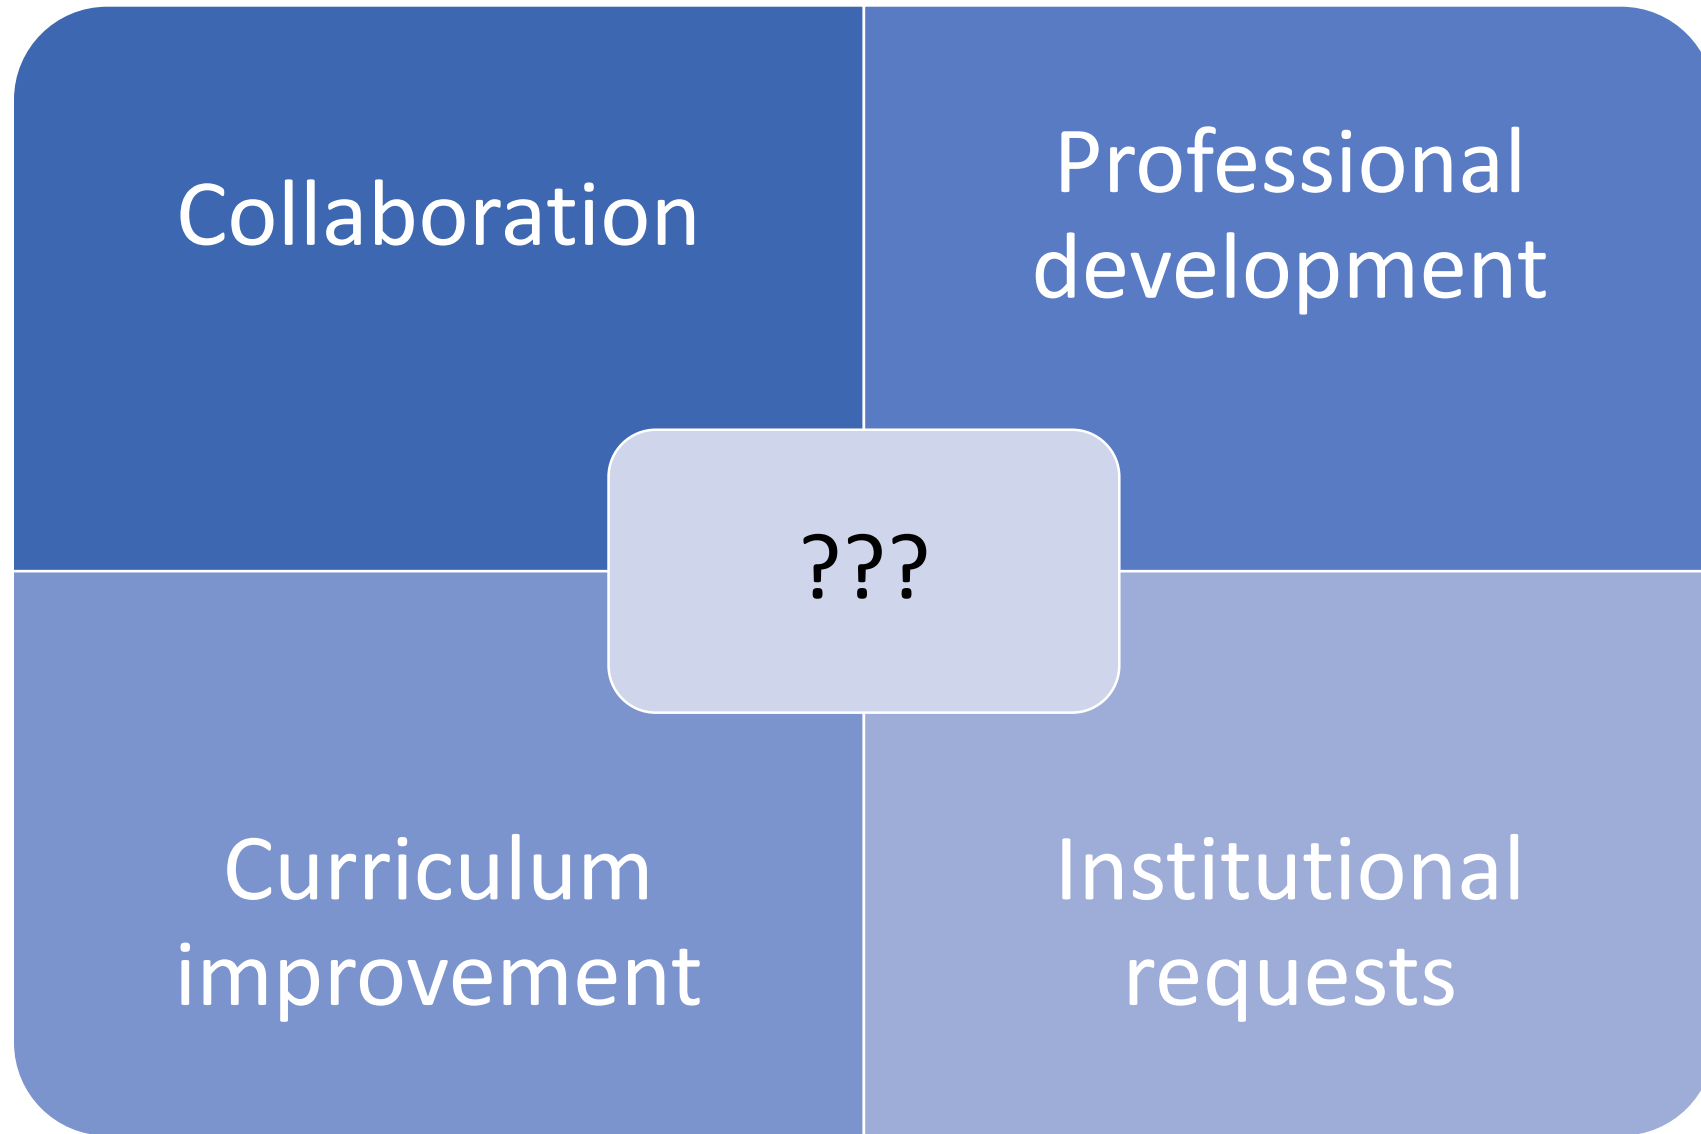 Collaboration
Professional
development
???
Curriculum
improvement
Institutional
requests